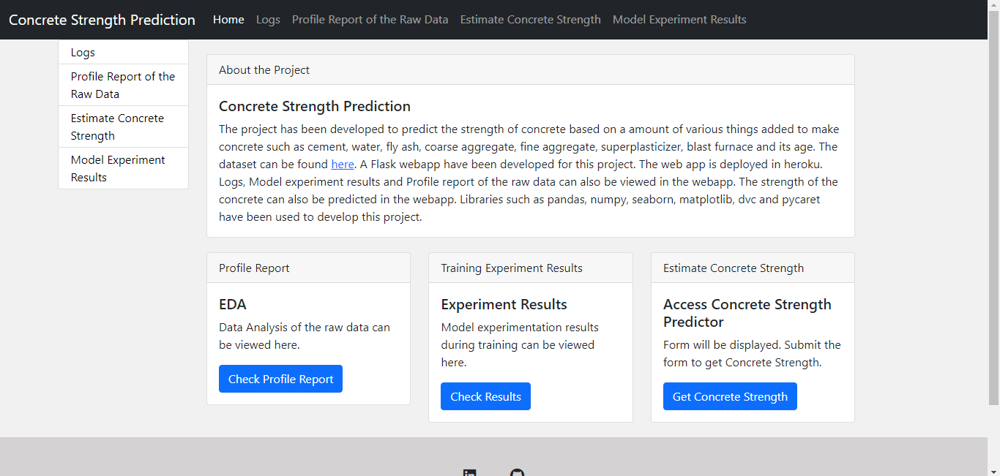 Concrete Strength Prediction Home Logs Profile Report of the Raw Data Estimate Concrete Strength Model Experiment Results
Logs
Profile Report of the
Raw Data
Estimate Concrete
Strength
Model Experiment
Results
About the Project
Concrete Strength Prediction
The project has been developed to predict the strength of concrete based on a amount of various things added to make
concrete such as cement, water, fly ash, coarse aggregate, fine aggregate, superplasticizer, blast furnace and its age. The
dataset can be found here. A Flask webapp have been developed for this project. The web app is deployed in heroku.
Logs, Model experiment results and Profile report of the raw data can also be viewed in the webapp. The strength of the
concrete can also be predicted in the webapp. Libraries such as pandas, numpy, seaborn, matplotlib, dvc and pycaret
have been used to develop this project.
Profile Report
EDA
Data Analysis of the raw data can
be viewed here.
Check Profile Report
Training Experiment Results
Experiment Results
Model experimentation results
during training can be viewed
here.
Check Results
Estimate Concrete Strength
Access Concrete Strength
Predictor
Form will be displayed. Submit the
form to get Concrete Strength.
Get Concrete Strength